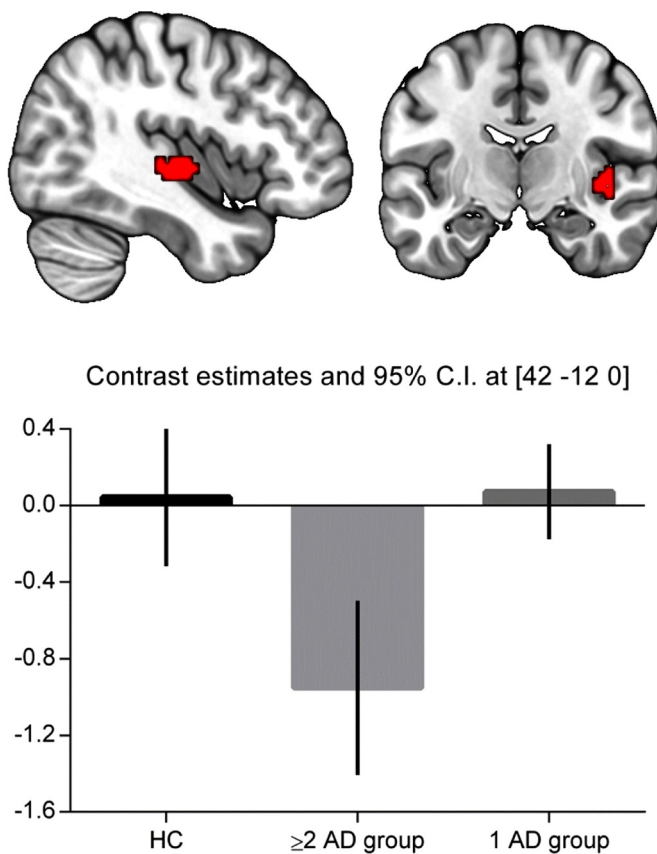 Contrast estimates and 95% C.I. at [42 -12 0]
0.4
0.0
-0.4
-0.8
-1.2
-1.6
HC
≥2 AD group
1 AD group